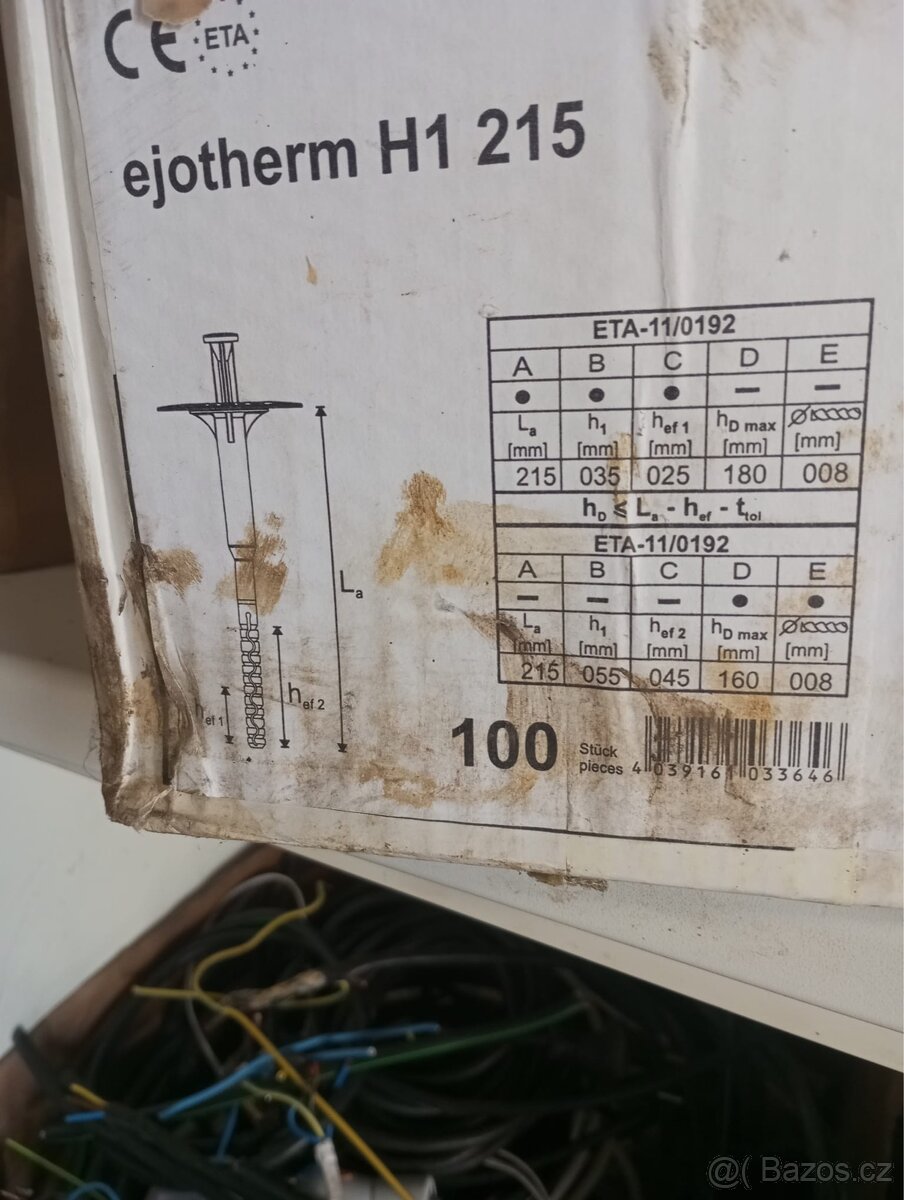 CE ETA
ejotherm H1 215
ETA-11/0192
A B C D E
● ● ● – –
La h1 hef 1 hD max Ø
[mm] [mm] [mm] [mm] [mm]
215 035 025 180 008
hD ≤ La - hef - ttol
ETA-11/0192
A B C D E
– – – ● ●
La h1 hef 2 hD max Ø
[mm] [mm] [mm] [mm] [mm]
215 055 045 160 008
La
hef 1
hef 2
100 Stück
pieces
4 039161 033646
@( Bazos.cz